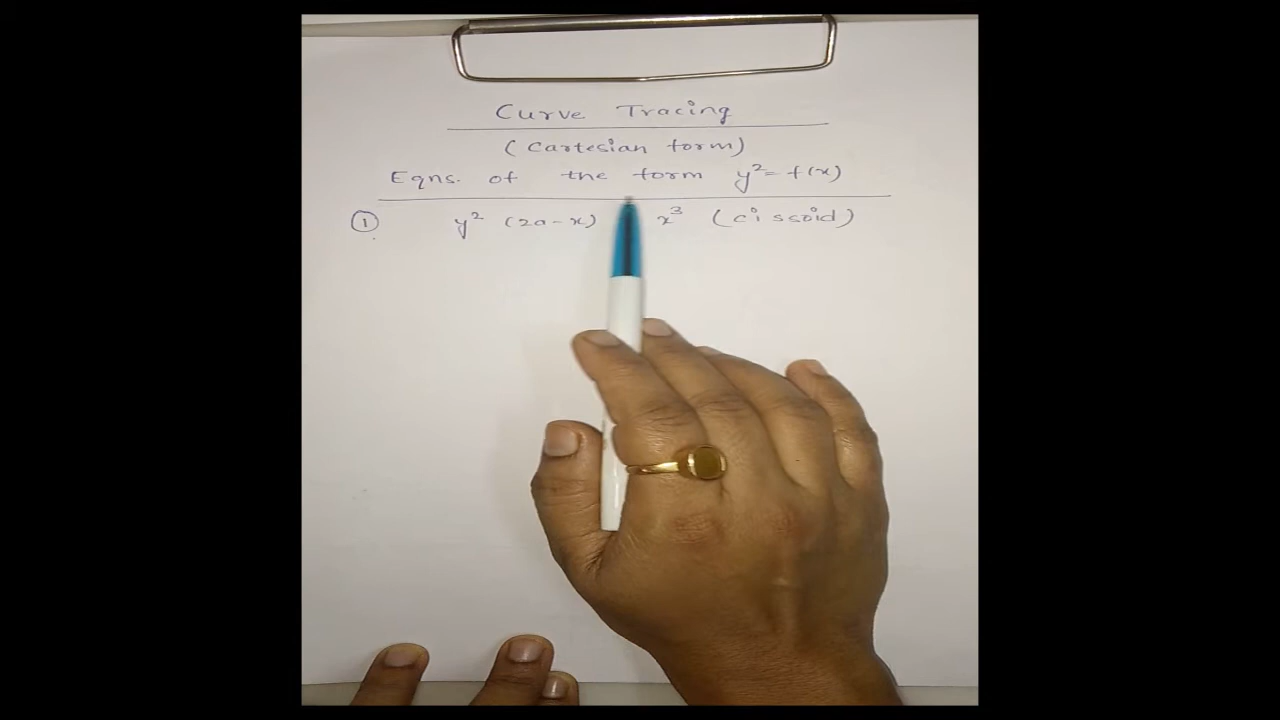 Curve Tracing
(Cartesian form)
Eqns. of the form y² = f(x)
① y² (2a - x) x³ (cissoid)